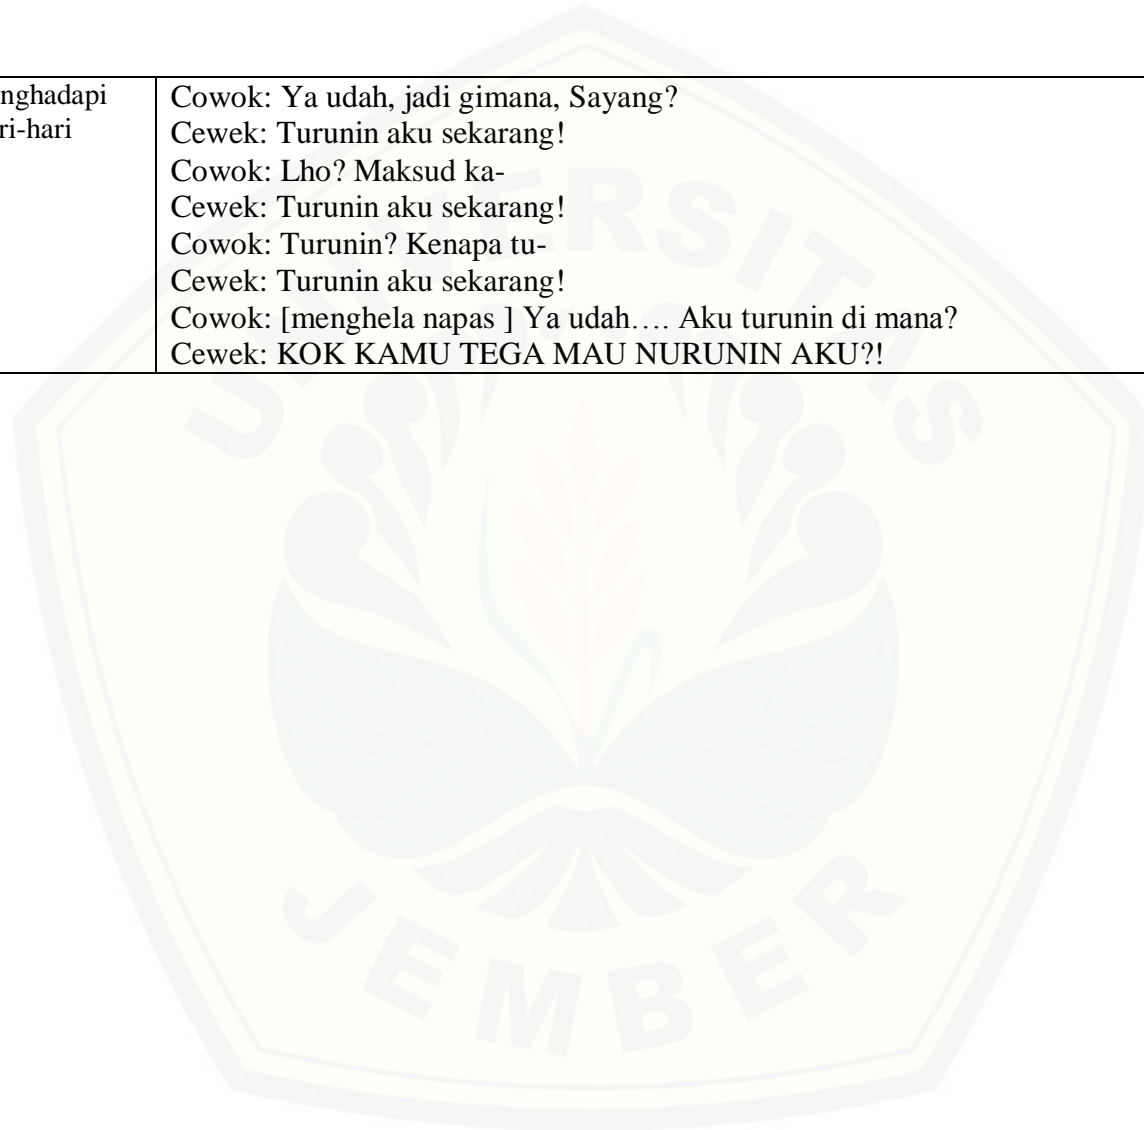 nghadapi
ri-hari
Cowok: Ya udah, jadi gimana, Sayang?
Cewek: Turunin aku sekarang!
Cowok: Lho? Maksud ka-
Cewek: Turunin aku sekarang!
Cowok: Turunin? Kenapa tu-
Cewek: Turunin aku sekarang!
Cowok: [menghela napas ] Ya udah…. Aku turunin di mana?
Cewek: KOK KAMU TEGA MAU NURUNIN AKU?!
UNIVERSITAS
JEMBER